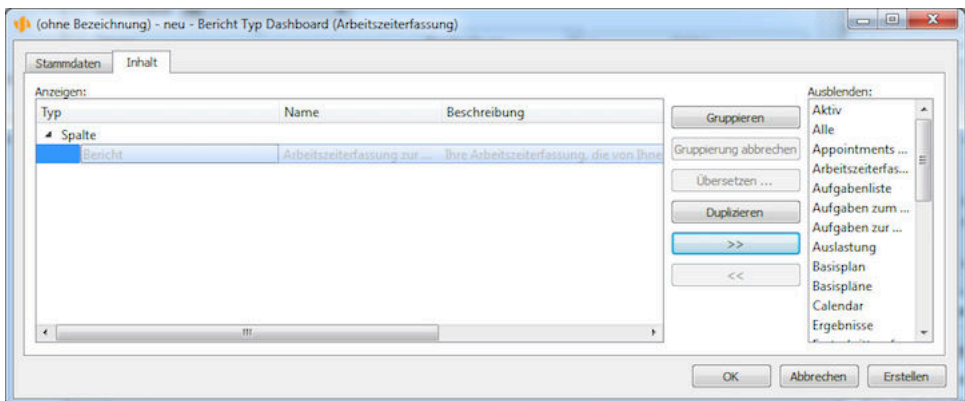 (ohne Bezeichnung) - neu - Bericht Typ Dashboard (Arbeitszeiterfassung)
Stammdaten Inhalt
Anzeigen: Ausblenden:
Typ Name Beschreibung
Spalte
Bericht Arbeitszeiterfassung zur ... Ihre Arbeitszeiterfassung, die von Ihne
Gruppieren
Gruppierung abbrechen
Übersetzen ...
Duplizieren
>>
<<
Aktiv
Alle
Appointments ...
Arbeitszeiterfas...
Aufgabenliste
Aufgaben zum ...
Aufgaben zur ...
Auslastung
Basisplan
Basispläne
Calendar
Ergebnisse
OK Abbrechen Erstellen